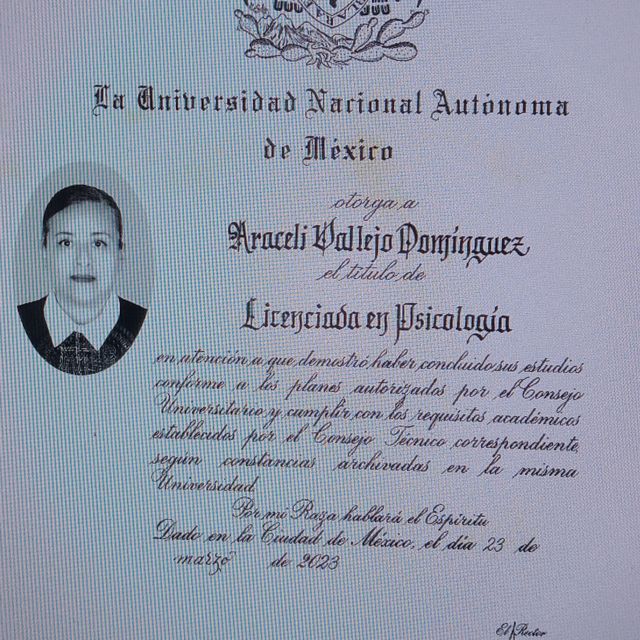 La Universidad Nacional Autónoma
de México
otorga a
Araceli Vallejo Domínguez
el título de
Licenciada en Psicología
en atención a que demostró haber concluido sus estudios
conforme a los planes autorizados por el Consejo
Universitario y cumplir con los requisitos académicos
establecidos por el Consejo Técnico correspondiente,
según constancias archivadas en la misma
Universidad.
Por mi Raza hablará el Espíritu
Dado en la Ciudad de México, el día 23 de
marzo de 2023
El Rector